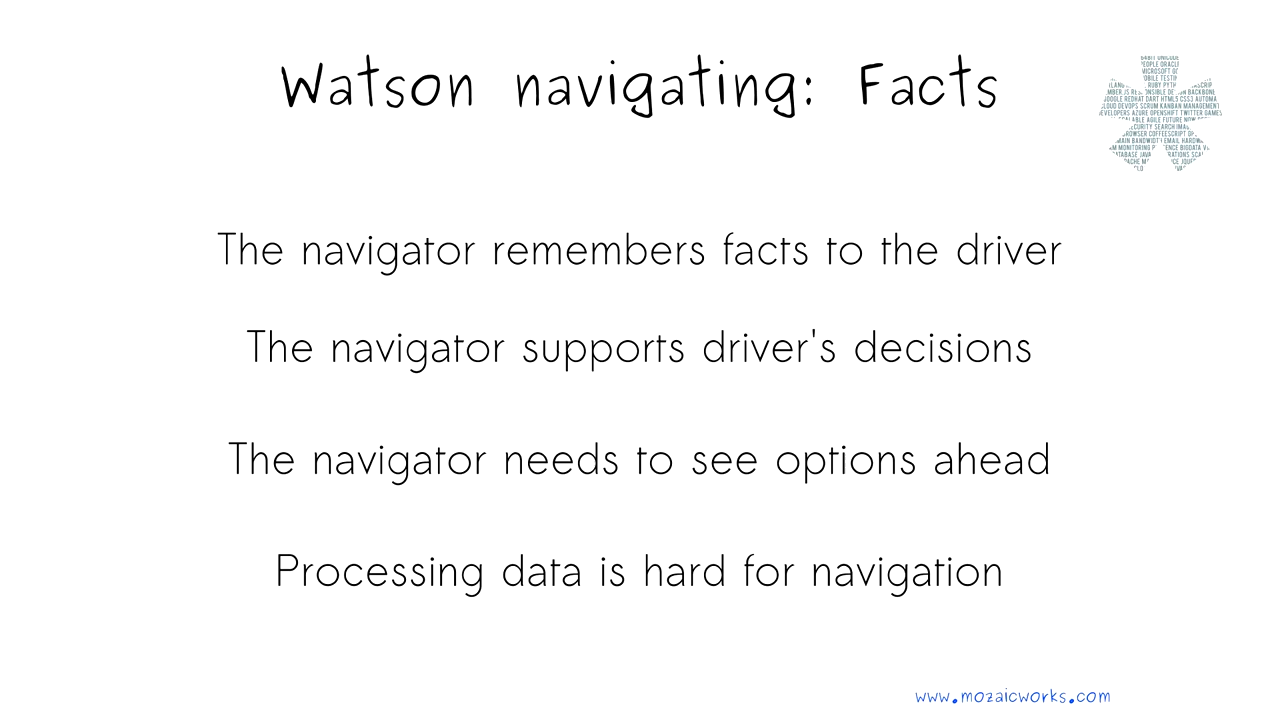 Watson navigating: Facts
The navigator remembers facts to the driver
The navigator supports driver's decisions
The navigator needs to see options ahead
Processing data is hard for navigation
www.mozaicworks.com